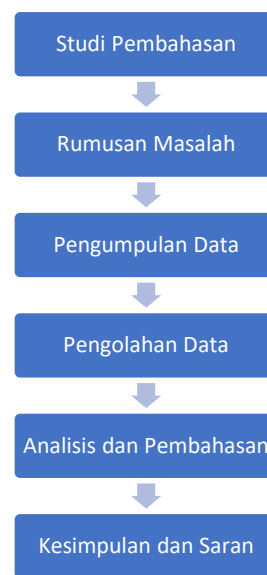 Studi Pembahasan
Rumusan Masalah
Pengumpulan Data
Pengolahan Data
Analisis dan Pembahasan
Kesimpulan dan Saran